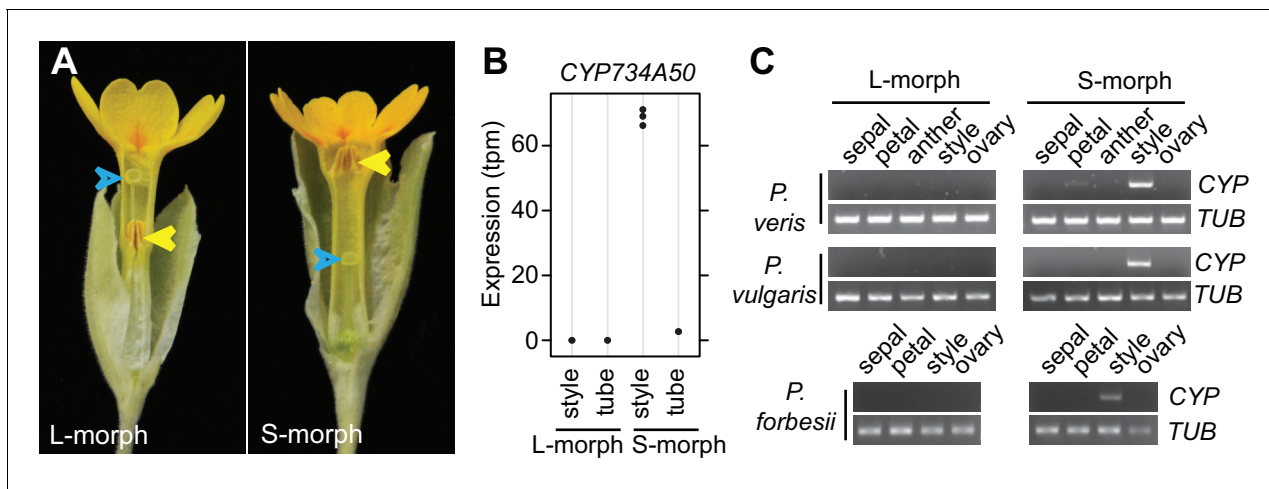 A
L-morph
S-morph
B
CYP734A50
Expression (tpm)
60
40
20
0
style
tube
style
tube
L-morph
S-morph
C
L-morph
S-morph
sepal petal anther style ovary
sepal petal anther style ovary
P. veris
CYP
TUB
P. vulgaris
CYP
TUB
sepal petal style ovary
sepal petal style ovary
P. forbesii
CYP
TUB